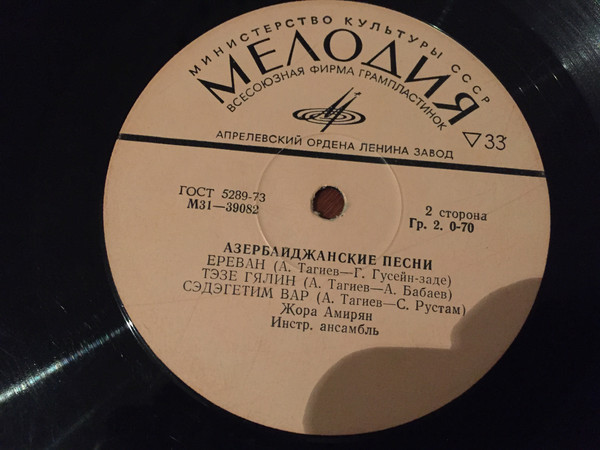 МИНИСТЕРСТВО КУЛЬТУРЫ СССР
МЕЛОДИЯ
ВСЕСОЮЗНАЯ ФИРМА ГРАМПЛАСТИНОК
АПРЕЛЕВСКИЙ ОРДЕНА ЛЕНИНА ЗАВОД
▽33
ГОСТ 5289-73
М31—39082
2 сторона
Гр. 2. 0-70
АЗЕРБАЙДЖАНСКИЕ ПЕСНИ
ЕРЕВАН (А. Тагиев—Г. Гусейн-заде)
ТЭЗЕ ГЯЛИН (А. Тагиев—А. Бабаев)
СЭДЭГЕТИМ ВАР (А. Тагиев—С. Рустам)
Жора Амирян
Инстр. ансамбль